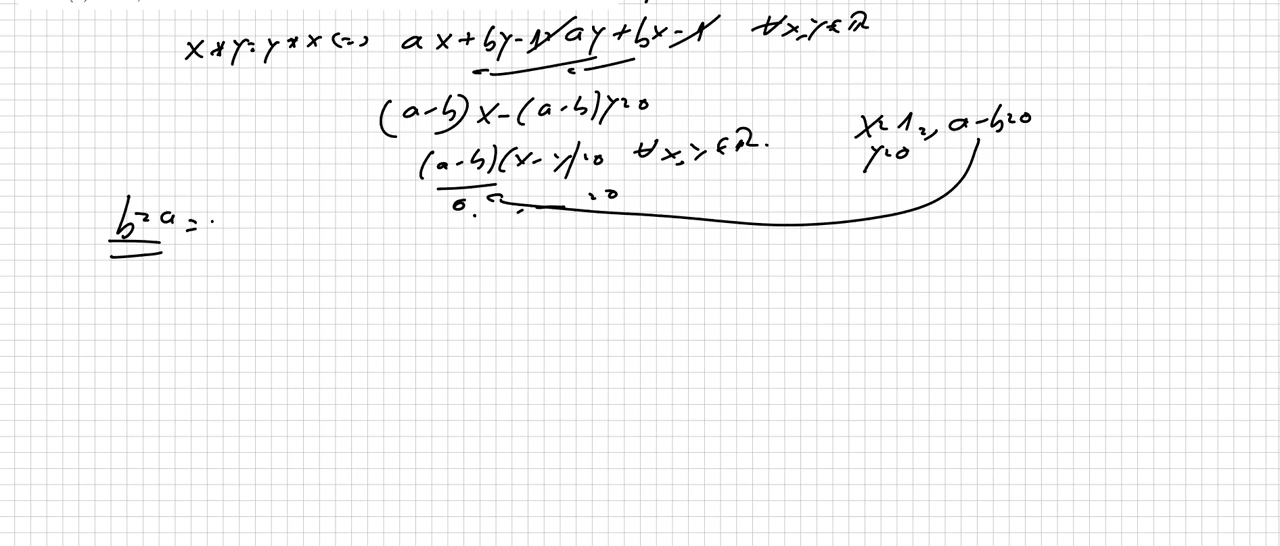 x * y = y * x <=> ax + by - 1 = ay + bx - 1 ∀ x, y ∈ ℝ
(a-b)x - (a-b)y = 0
x = 1, a-b = 0
y = 0
(a-b)(x-y) = 0 ∀ x, y ∈ ℝ.
0. = 0
b = a =